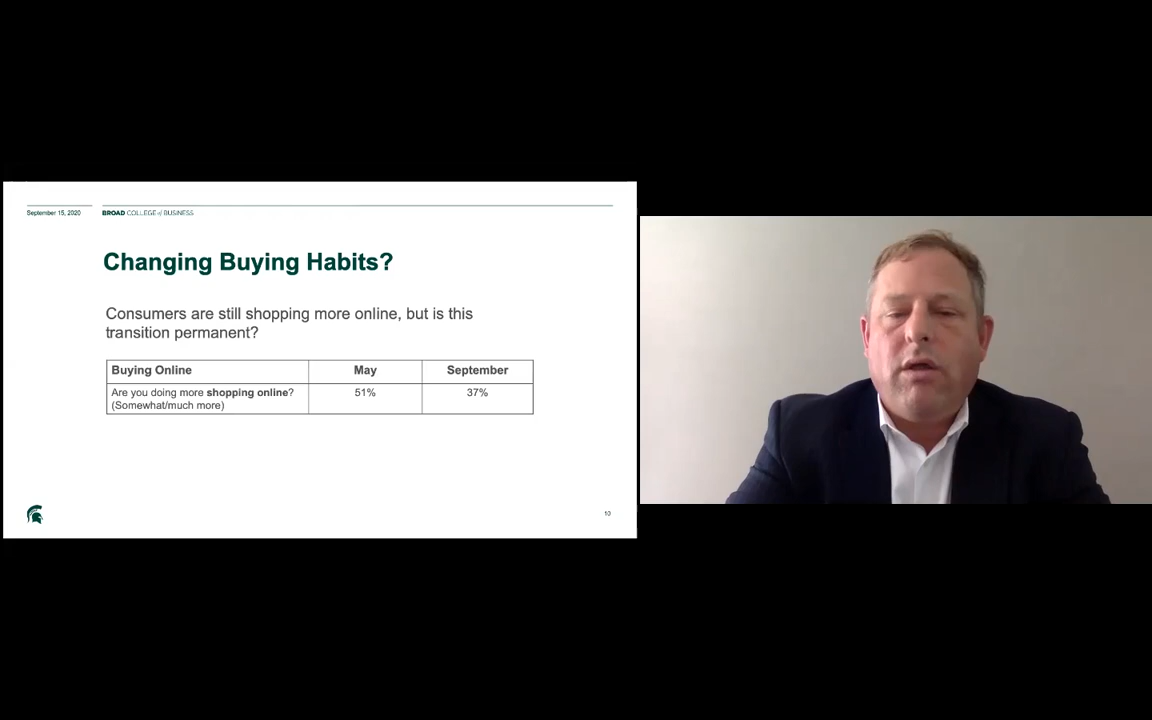 September 15, 2020
BROAD COLLEGE of BUSINESS
Changing Buying Habits?
Consumers are still shopping more online, but is this
transition permanent?
Buying Online May September
Are you doing more shopping online? 51% 37%
(Somewhat/much more)
10